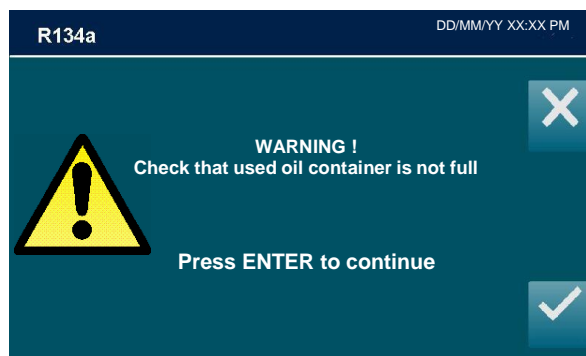 R134a
DD/MM/YY XX:XX PM
WARNING !
Check that used oil container is not full
Press ENTER to continue